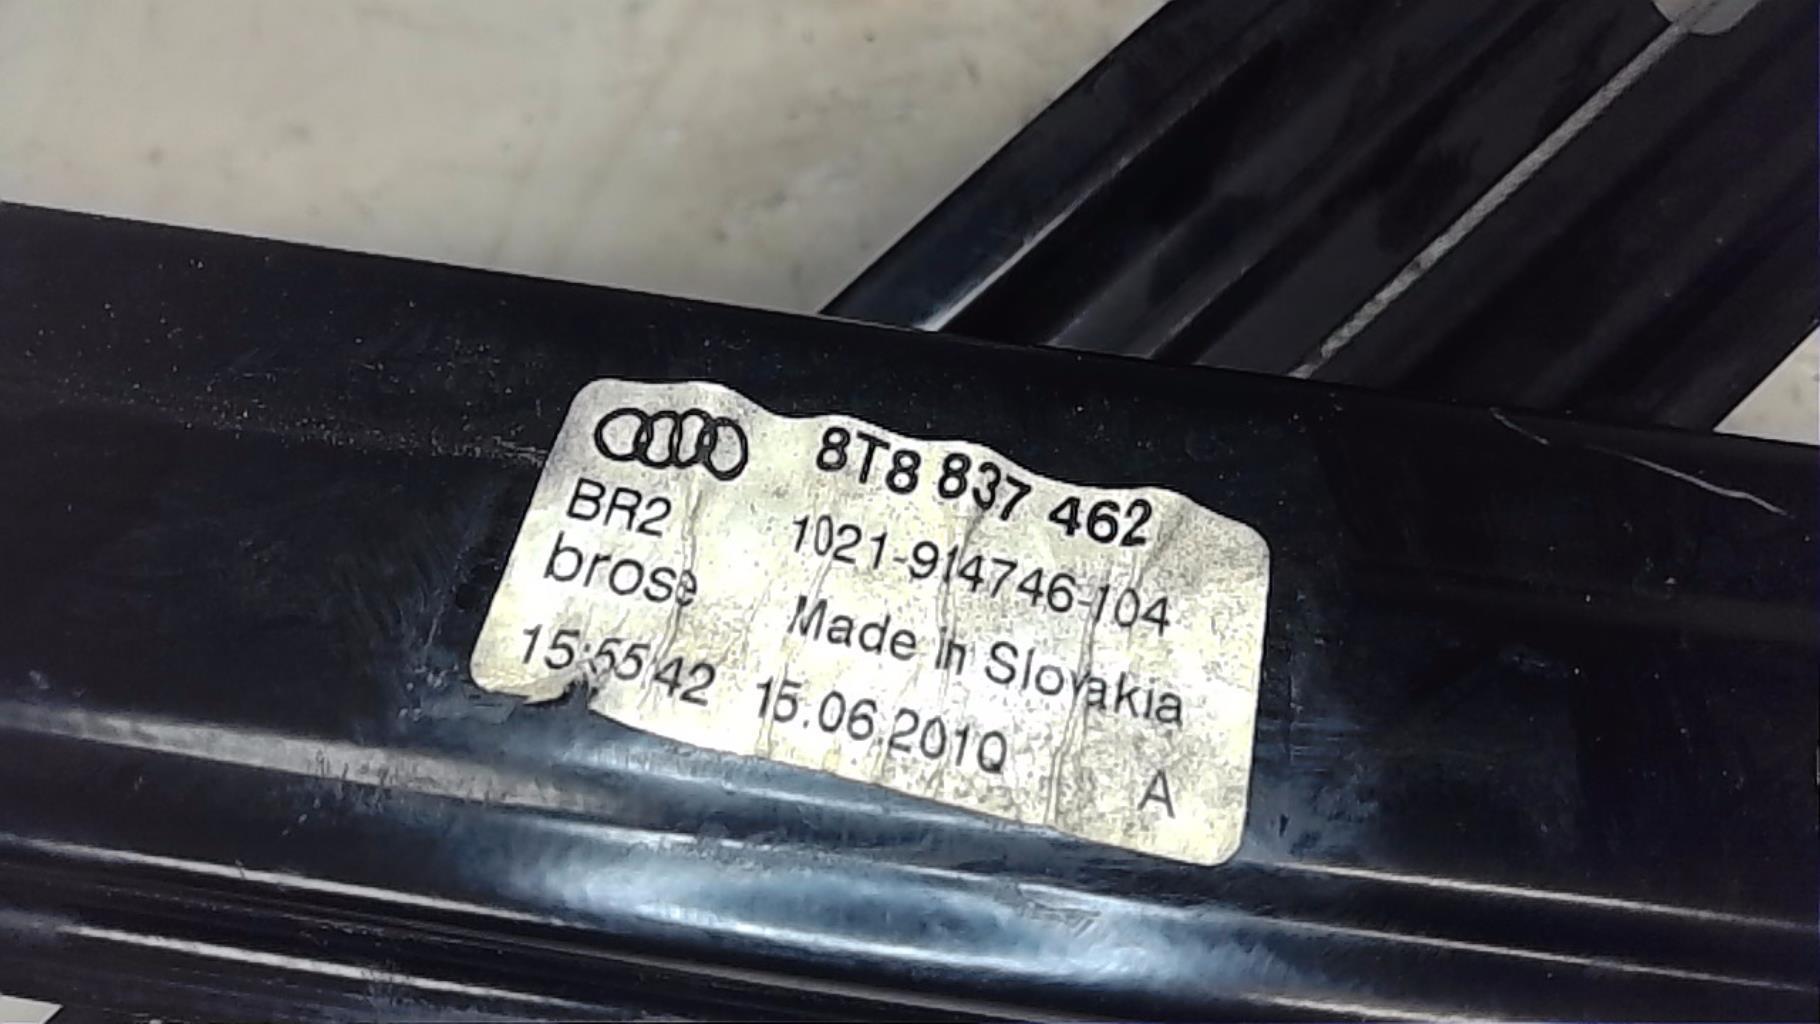 8T8 837 462
BR2 1021-914746-104
brose Made in Slovakia
15:55:42 15.06.2010 A